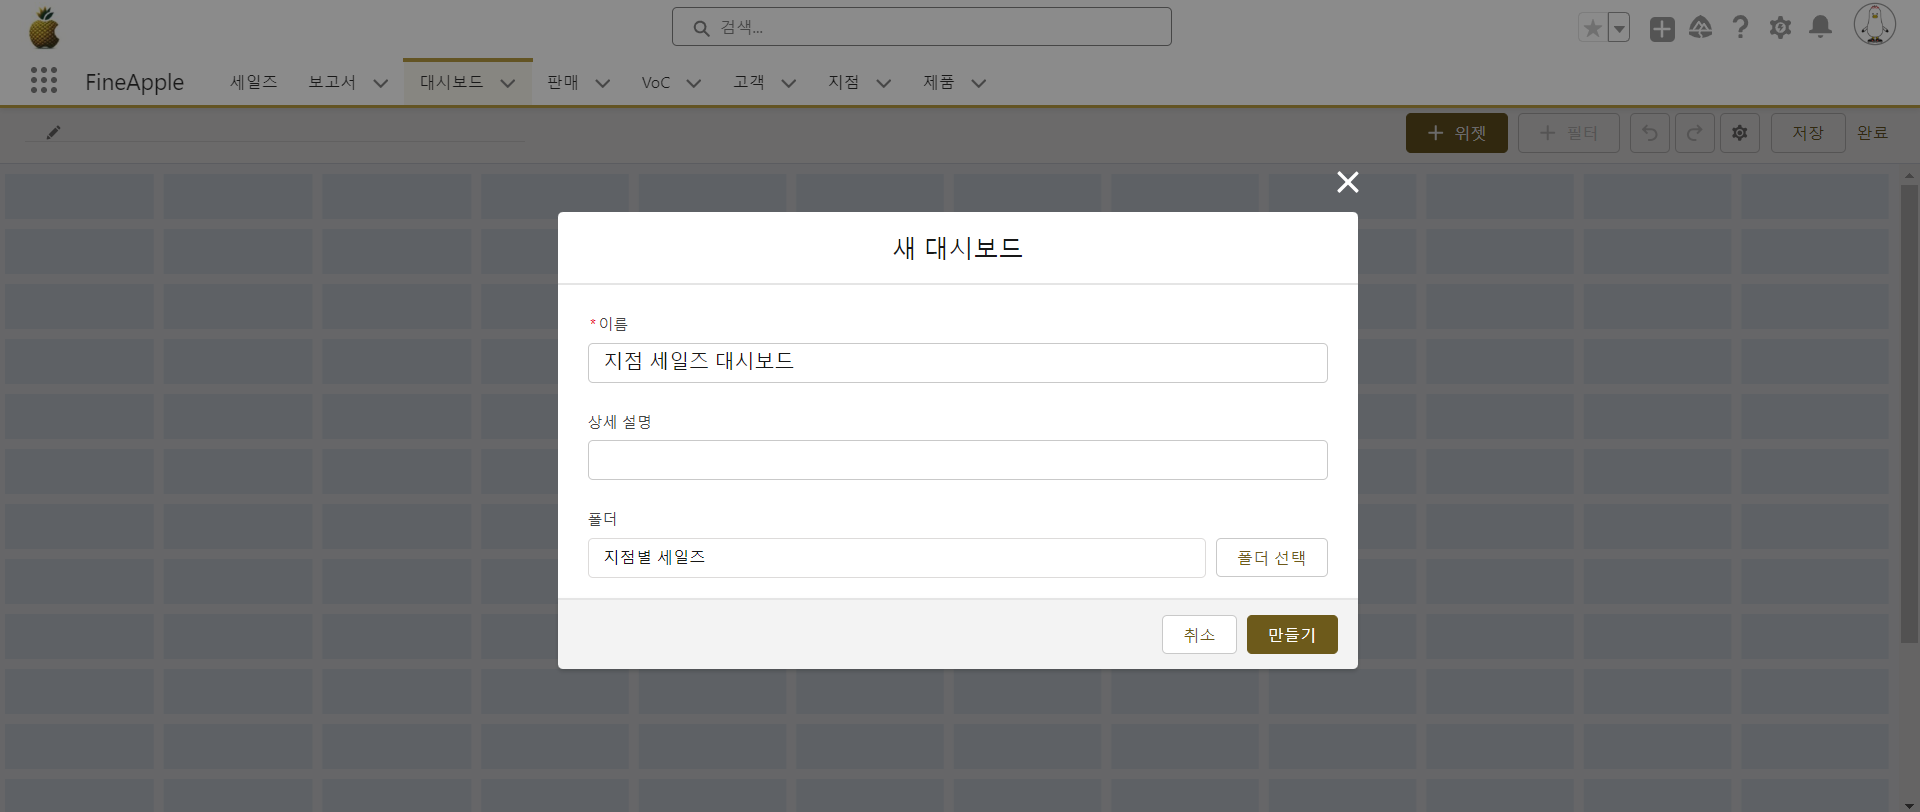 검색...
FineApple
세일즈
보고서
대시보드
판매
VoC
고객
지점
제품
위젯
필터
저장
완료
새 대시보드
*이름
지점 세일즈 대시보드
상세 설명
폴더
지점별 세일즈
폴더 선택
취소
만들기